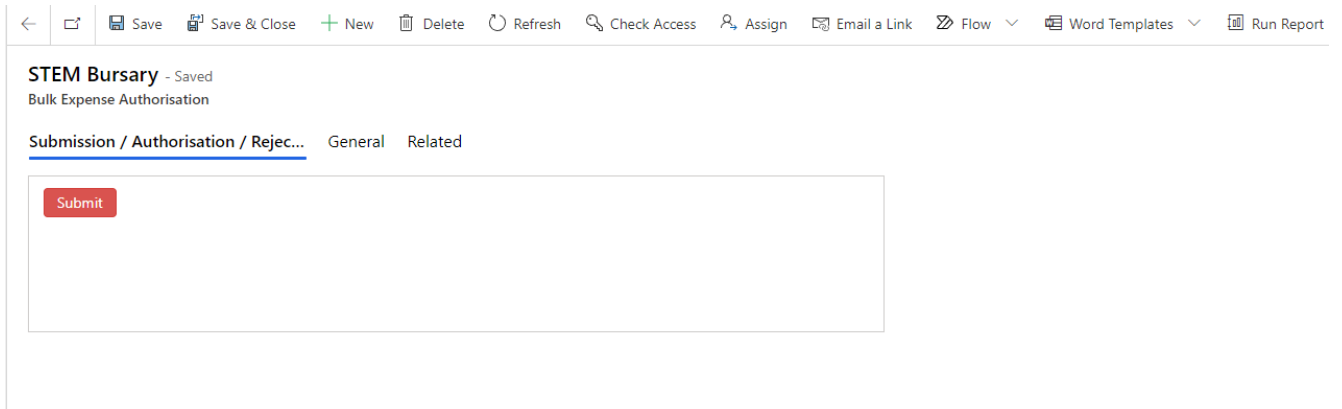 Save Save & Close New Delete Refresh Check Access Assign Email a Link Flow Word Templates Run Report
STEM Bursary - Saved
Bulk Expense Authorisation
Submission / Authorisation / Rejec... General Related
Submit